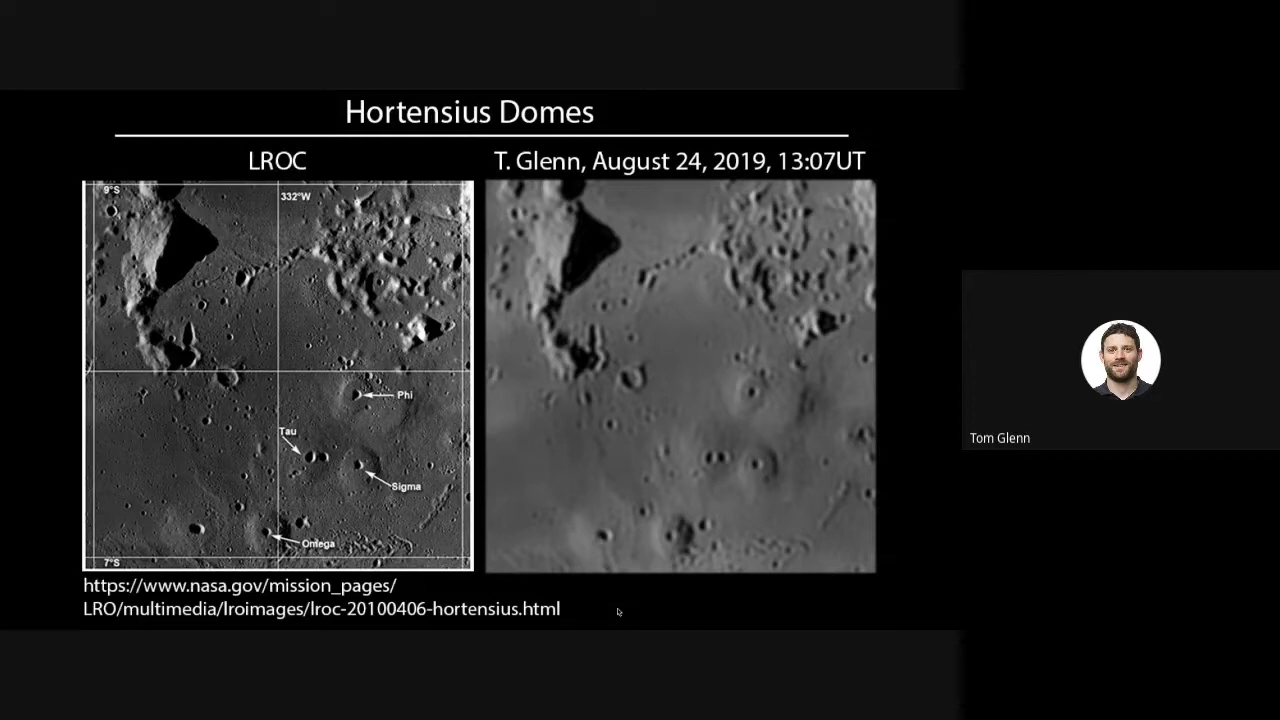 Hortensius Domes
LROC
T. Glenn, August 24, 2019, 13:07UT
9°S
332°W
Phi
Tau
Sigma
Omega
7°S
https://www.nasa.gov/mission_pages/
LRO/multimedia/lroimages/lroc-20100406-hortensius.html
Tom Glenn